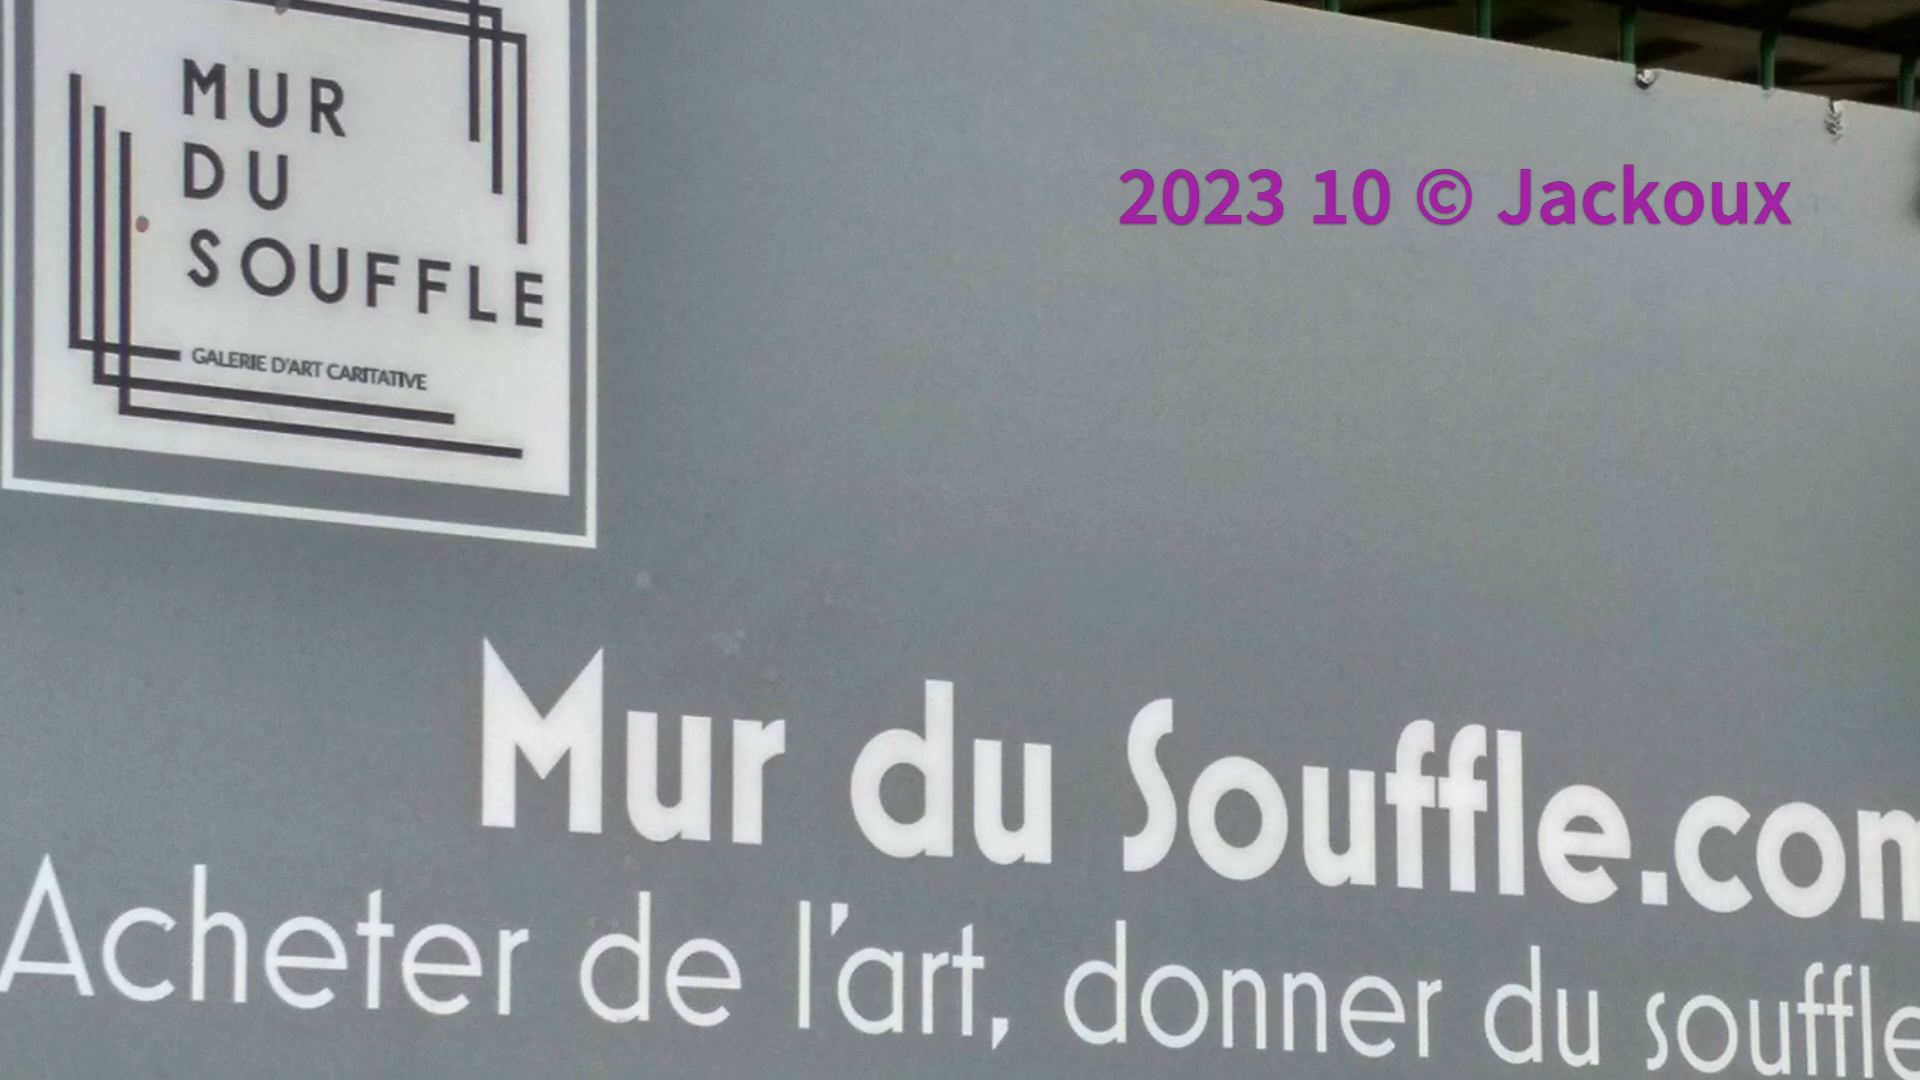 MUR
DU
SOUFFLE
GALERIE D'ART CARITATIVE
2023 10 © Jackoux
Mur du Souffle.com
Acheter de l'art, donner du souffle